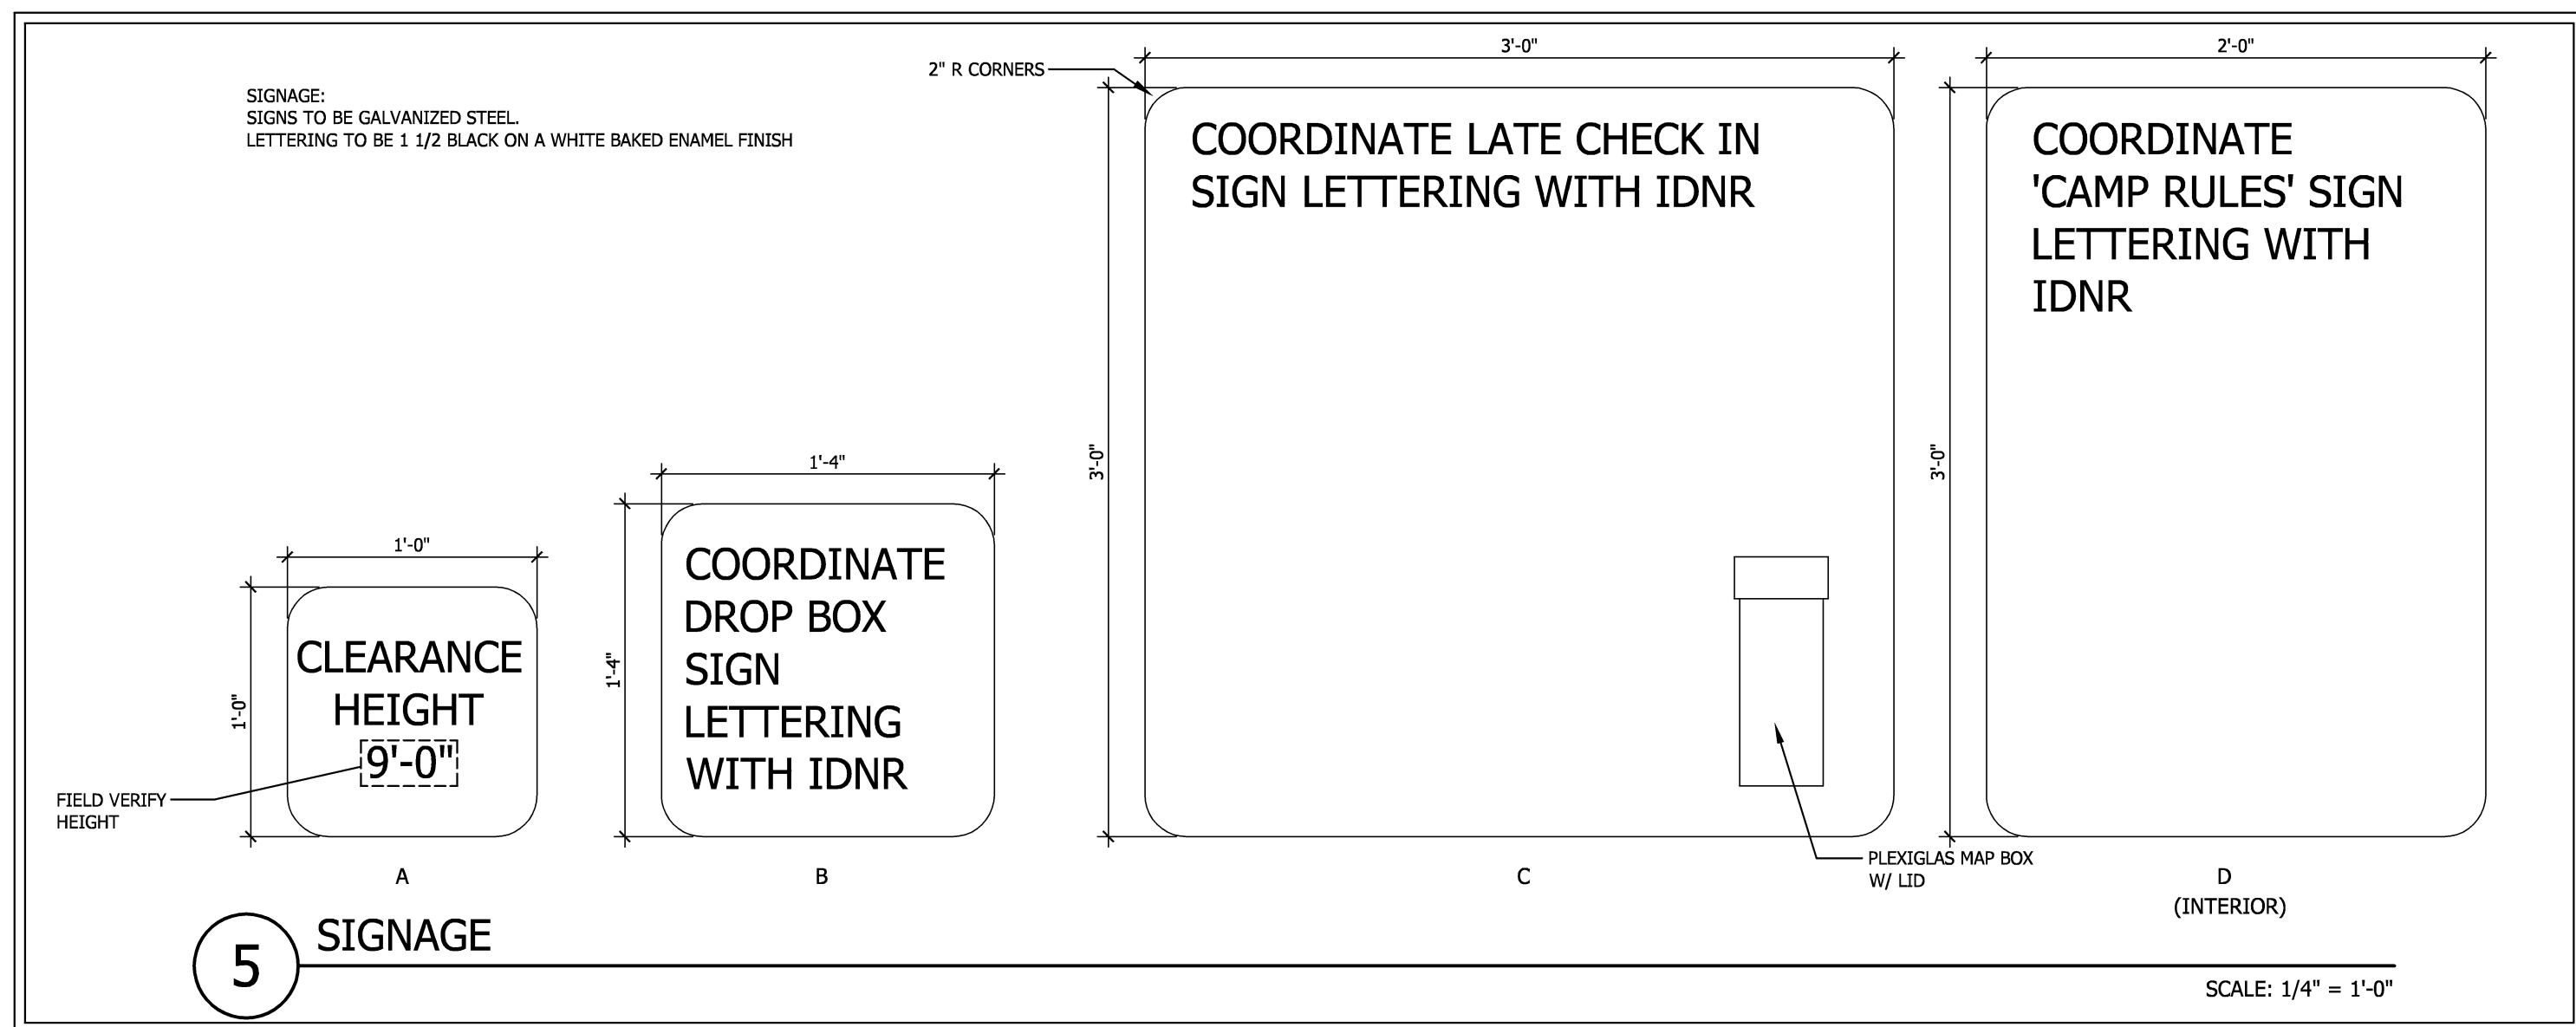 SIGNAGE:
SIGNS TO BE GALVANIZED STEEL.
LETTERING TO BE 1 1/2 BLACK ON A WHITE BAKED ENAMEL FINISH
1'-0"
1'-0"
CLEARANCE
HEIGHT
9'-0"
FIELD VERIFY
HEIGHT
A
1'-4"
1'-4"
COORDINATE
DROP BOX
SIGN
LETTERING
WITH IDNR
B
2" R CORNERS
3'-0"
3'-0"
COORDINATE LATE CHECK IN
SIGN LETTERING WITH IDNR
PLEXIGLAS MAP BOX
W/ LID
C
2'-0"
3'-0"
COORDINATE
'CAMP RULES' SIGN
LETTERING WITH
IDNR
D
(INTERIOR)
5
SIGNAGE
SCALE: 1/4" = 1'-0"